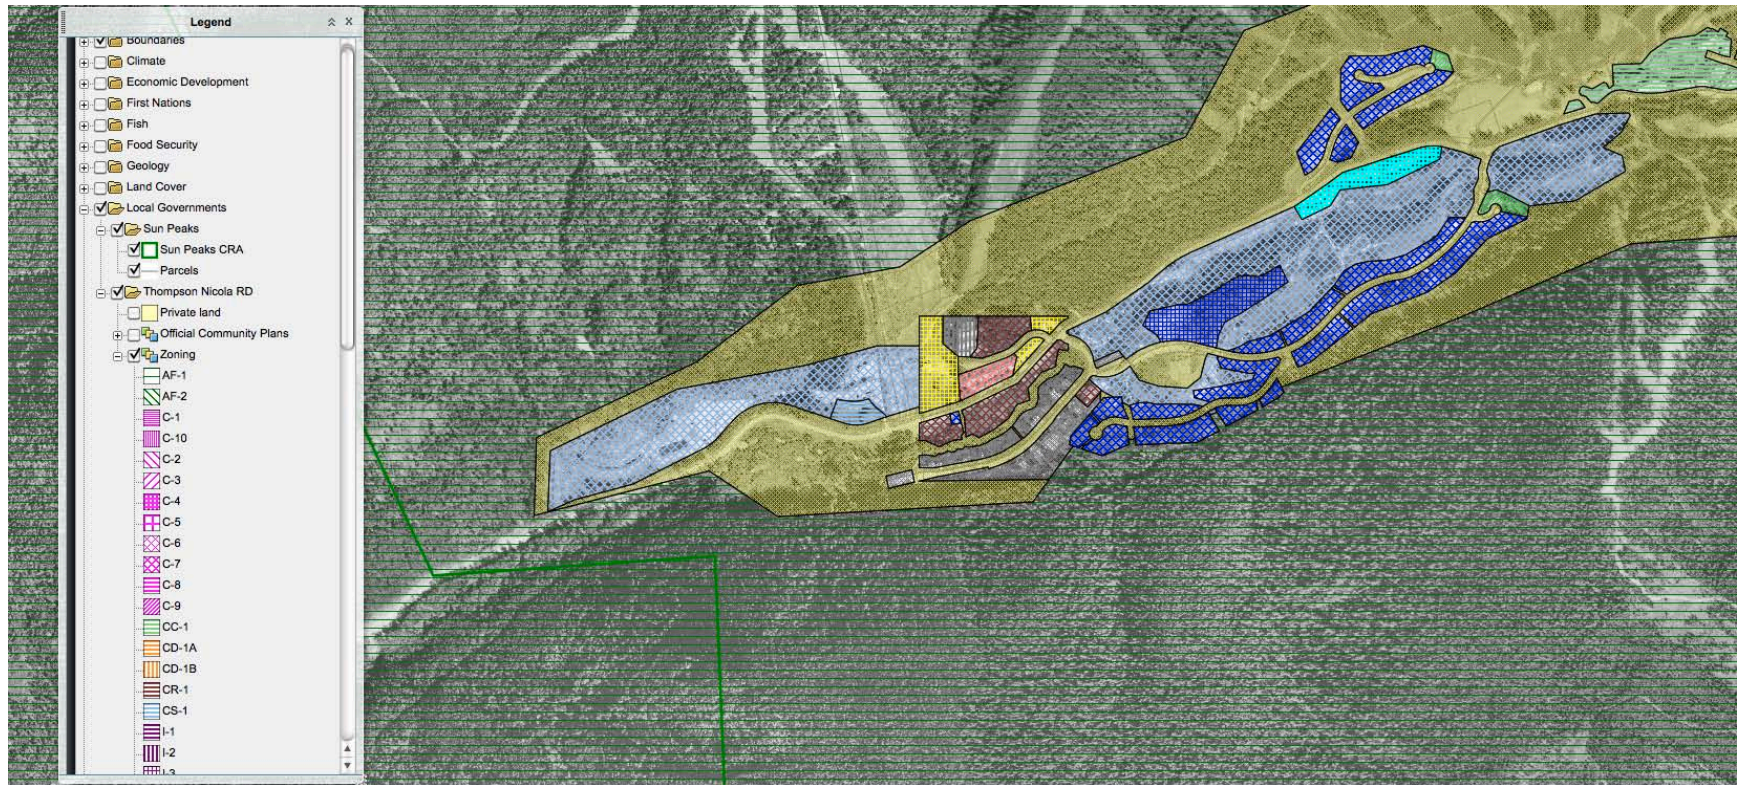 Legend
Boundaries
Climate
Economic Development
First Nations
Fish
Food Security
Geology
Land Cover
Local Governments
Sun Peaks
Sun Peaks CRA
Parcels
Thompson Nicola RD
Private land
Official Community Plans
Zoning
AF-1
AF-2
C-1
C-10
C-2
C-3
C-4
C-5
C-6
C-7
C-8
C-9
CC-1
CD-1A
CD-1B
CR-1
CS-1
I-1
I-2
I-3